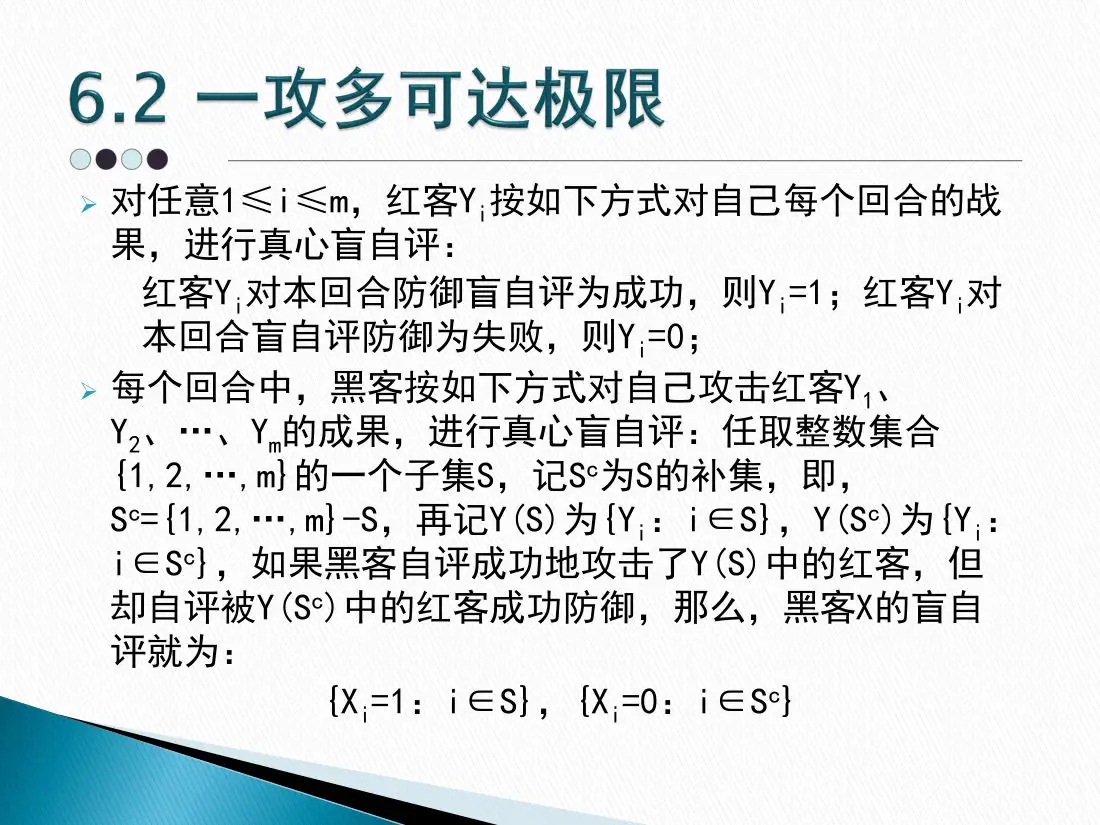 6.2 一攻多可达极限
对任意1≤i≤m，红客Yi按如下方式对自己每个回合的战
果，进行真心盲自评：
红客Yi对本回合防御盲自评为成功，则Yi=1；红客Yi对
本回合盲自评防御为失败，则Yi=0；
每个回合中，黑客按如下方式对自己攻击红客Y1、
Y2、…、Ym的成果，进行真心盲自评：任取整数集合
{1,2,…,m}的一个子集S，记Sᶜ为S的补集，即，
Sᶜ={1,2,…,m}-S，再记Y(S)为{Yi：i∈S}，Y(Sᶜ)为{Yi：
i∈Sᶜ}，如果黑客自评成功地攻击了Y(S)中的红客，但
却自评被Y(Sᶜ)中的红客成功防御，那么，黑客X的盲自
评就为：
{Xi=1：i∈S}，{Xi=0：i∈Sᶜ}